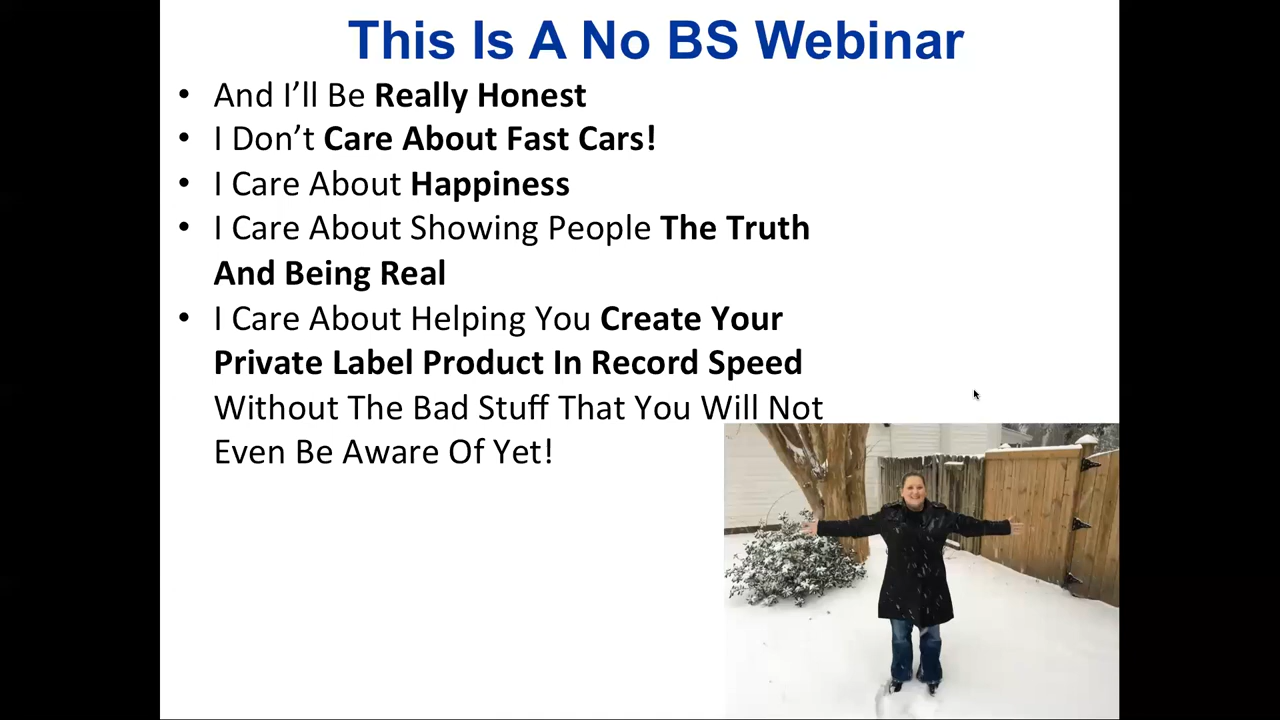 This Is A No BS Webinar
• And I’ll Be Really Honest
• I Don’t Care About Fast Cars!
• I Care About Happiness
• I Care About Showing People The Truth
And Being Real
• I Care About Helping You Create Your
Private Label Product In Record Speed
Without The Bad Stuff That You Will Not
Even Be Aware Of Yet!